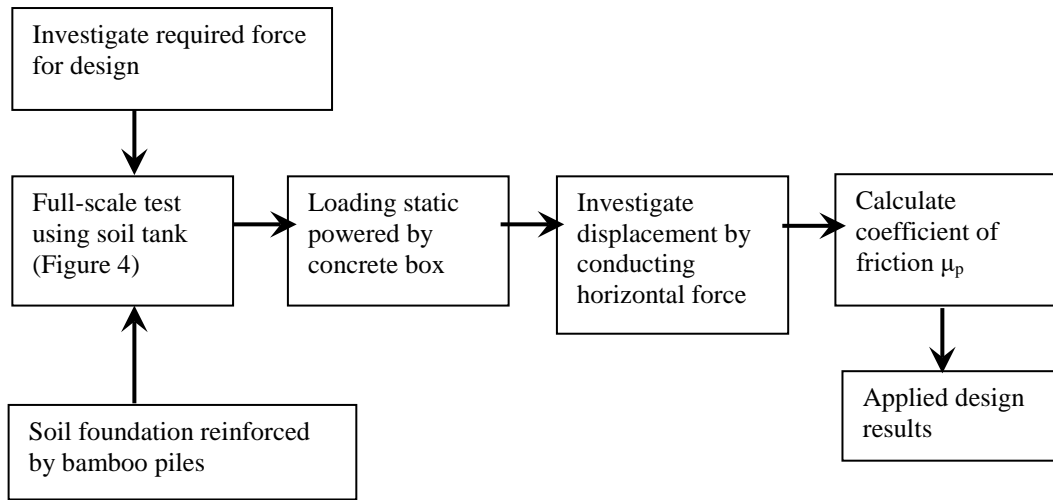 Investigate required force
for design
Full-scale test
using soil tank
(Figure 4)
Loading static
powered by
concrete box
Investigate
displacement by
conducting
horizontal force
Calculate
coefficient of
friction μp
Applied design
results
Soil foundation reinforced
by bamboo piles